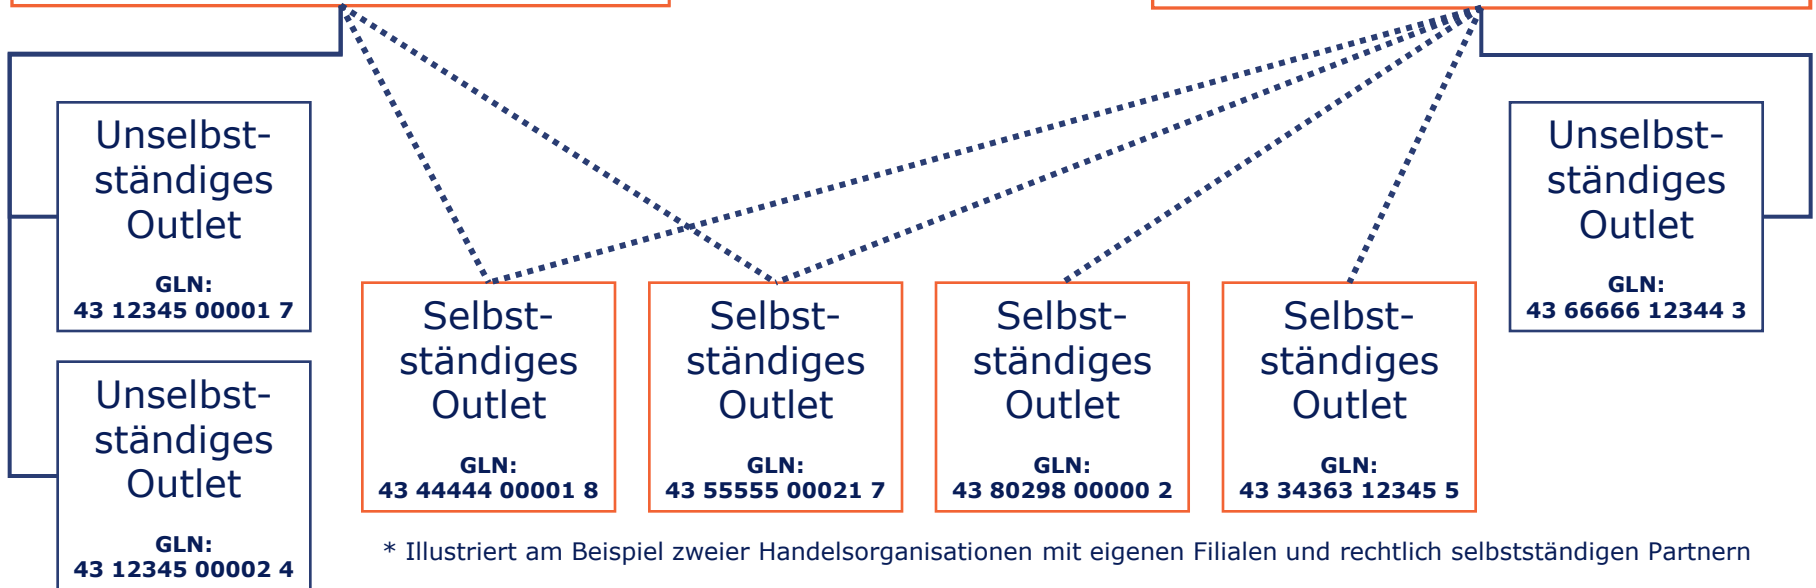 Unselbst-
ständiges
Outlet
GLN:
43 12345 00001 7
Unselbst-
ständiges
Outlet
GLN:
43 12345 00002 4
Selbst-
ständiges
Outlet
GLN:
43 44444 00001 8
Selbst-
ständiges
Outlet
GLN:
43 55555 00021 7
Selbst-
ständiges
Outlet
GLN:
43 80298 00000 2
Selbst-
ständiges
Outlet
GLN:
43 34363 12345 5
Unselbst-
ständiges
Outlet
GLN:
43 66666 12344 3
* Illustriert am Beispiel zweier Handelsorganisationen mit eigenen Filialen und rechtlich selbstständigen Partnern